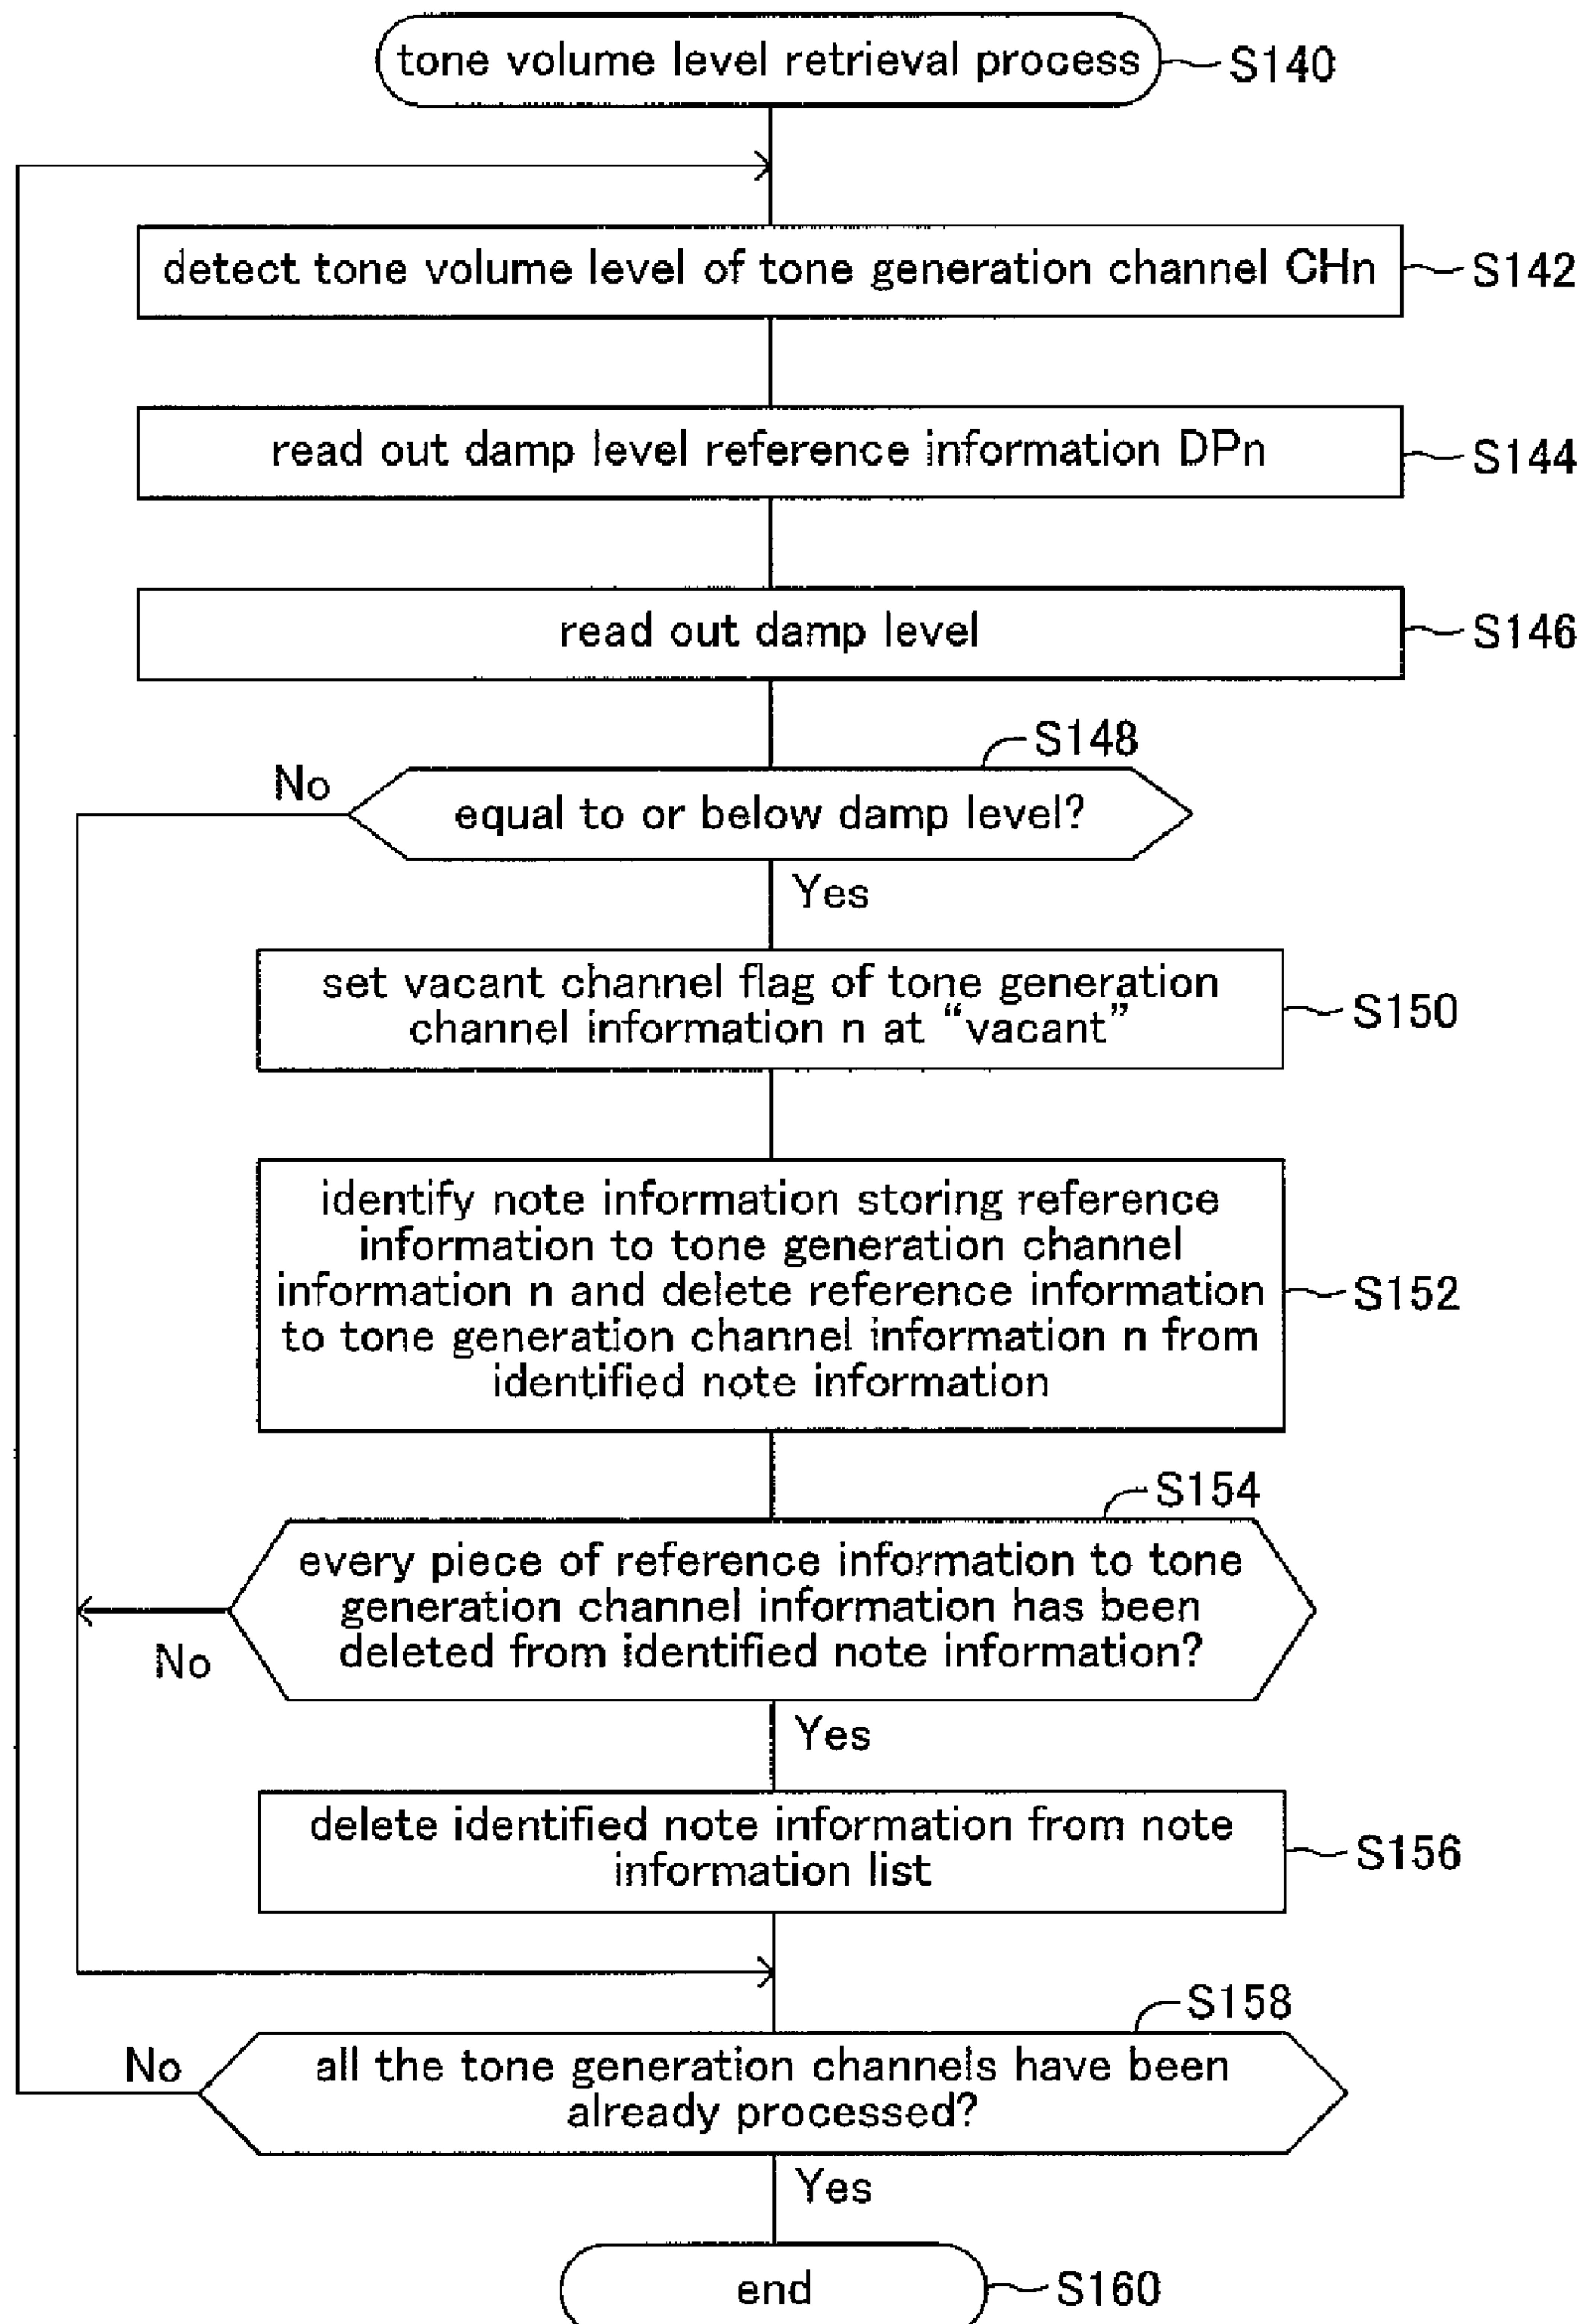 tone volume level retrieval process
S140
detect tone volume level of tone generation channel CHn
S142
read out damp level reference information DPn
S144
read out damp level
S146
S148
No
equal to or below damp level?
Yes
set vacant channel flag of tone generation
channel information n at “vacant”
S150
identify note information storing reference
information to tone generation channel
information n and delete reference information
to tone generation channel information n from
identified note information
S152
S154
every piece of reference information to tone
generation channel information has been
deleted from identified note information?
No
Yes
delete identified note information from note
information list
S156
S158
No
all the tone generation channels have been
already processed?
Yes
end
S160